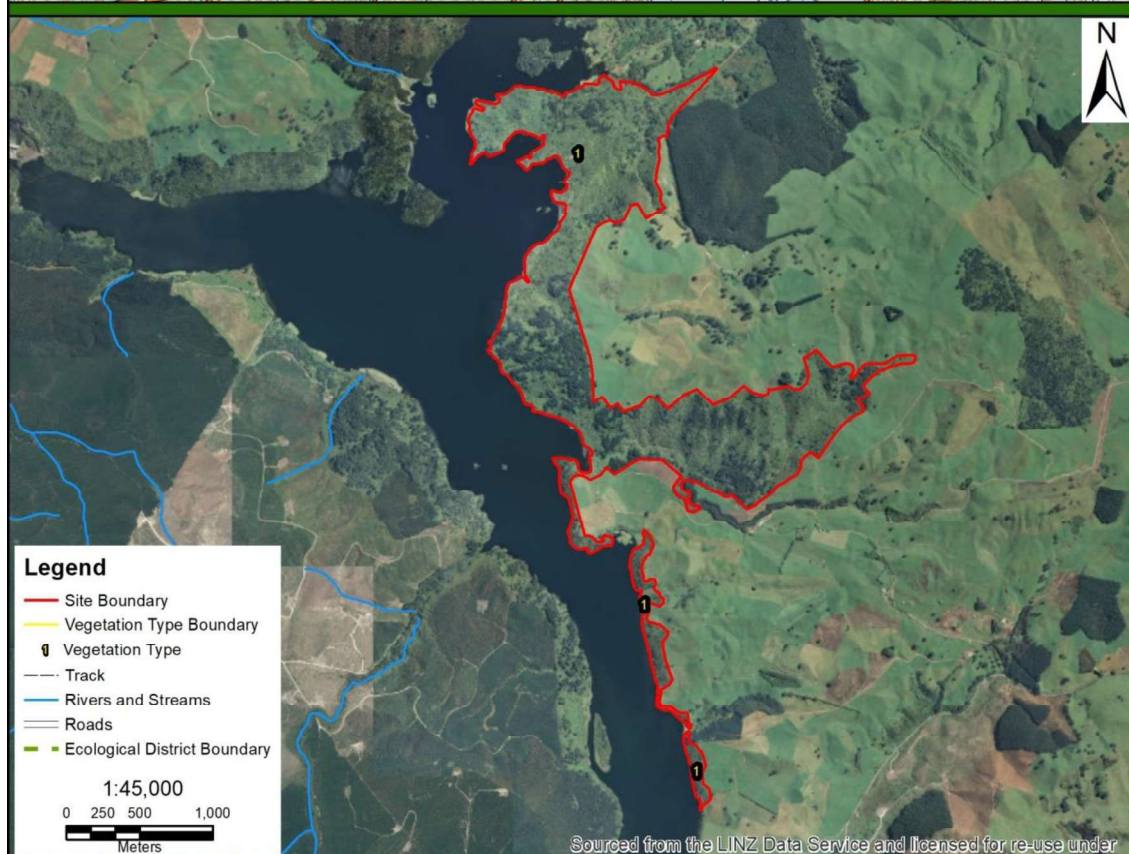 N
1
1
1
Legend
Site Boundary
Vegetation Type Boundary
1 Vegetation Type
Track
Rivers and Streams
Roads
Ecological District Boundary
1:45,000
0 250 500 1,000
Meters
Sourced from the LINZ Data Service and licensed for re-use under